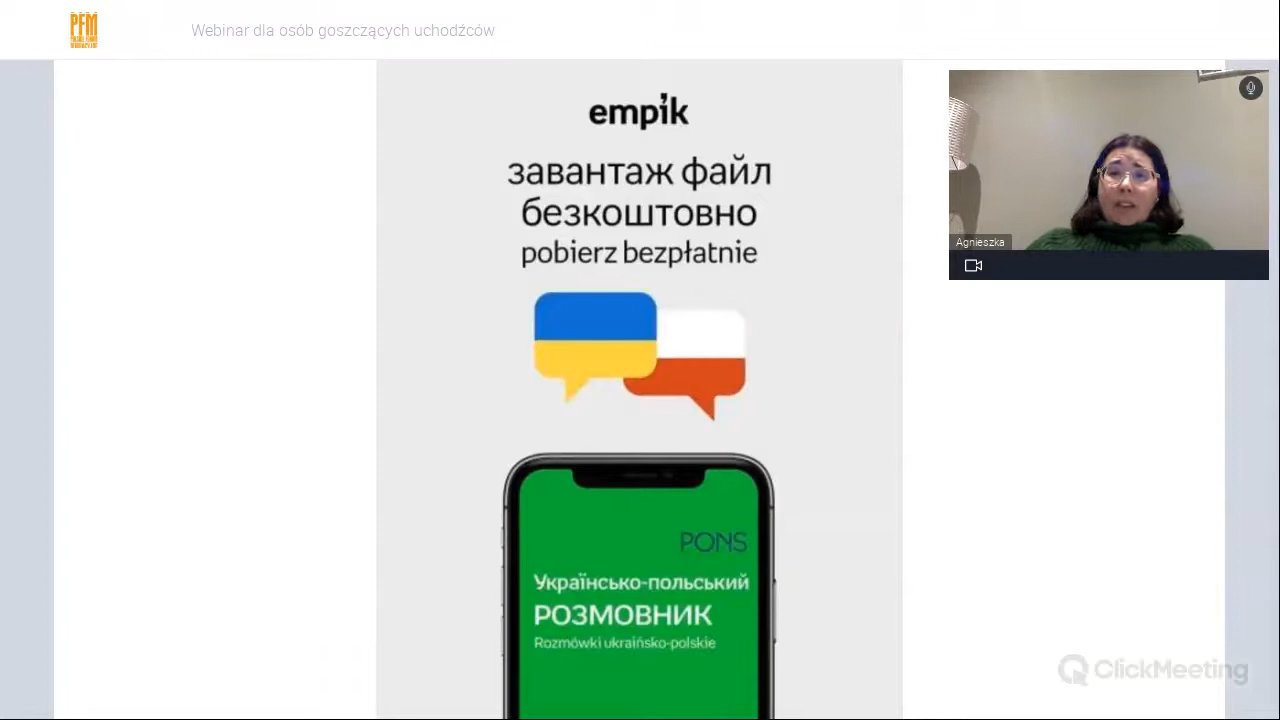 PFM
Webinar dla osób goszczących uchodźców
empik
завантаж файл
безкоштовно
pobierz bezpłatnie
PONS
Українсько-польський
РОЗМОВНИК
Rozmówki ukraińsko-polskie
Agnieszka
ClickMeeting